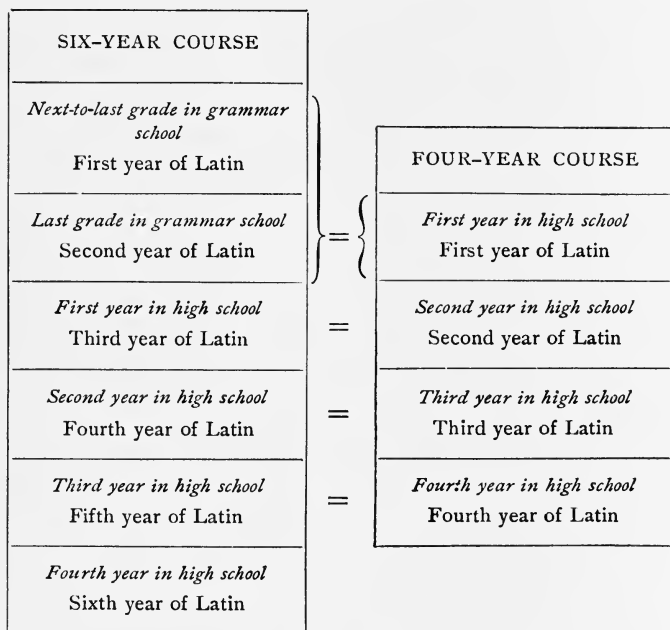 SIX-YEAR COURSE
Next-to-last grade in grammar
school
First year of Latin
Last grade in grammar school
Second year of Latin
First year in high school
Third year of Latin
Second year in high school
Fourth year of Latin
Third year in high school
Fifth year of Latin
Fourth year in high school
Sixth year of Latin
=
=
=
=
FOUR-YEAR COURSE
First year in high school
First year of Latin
Second year in high school
Second year of Latin
Third year in high school
Third year of Latin
Fourth year in high school
Fourth year of Latin